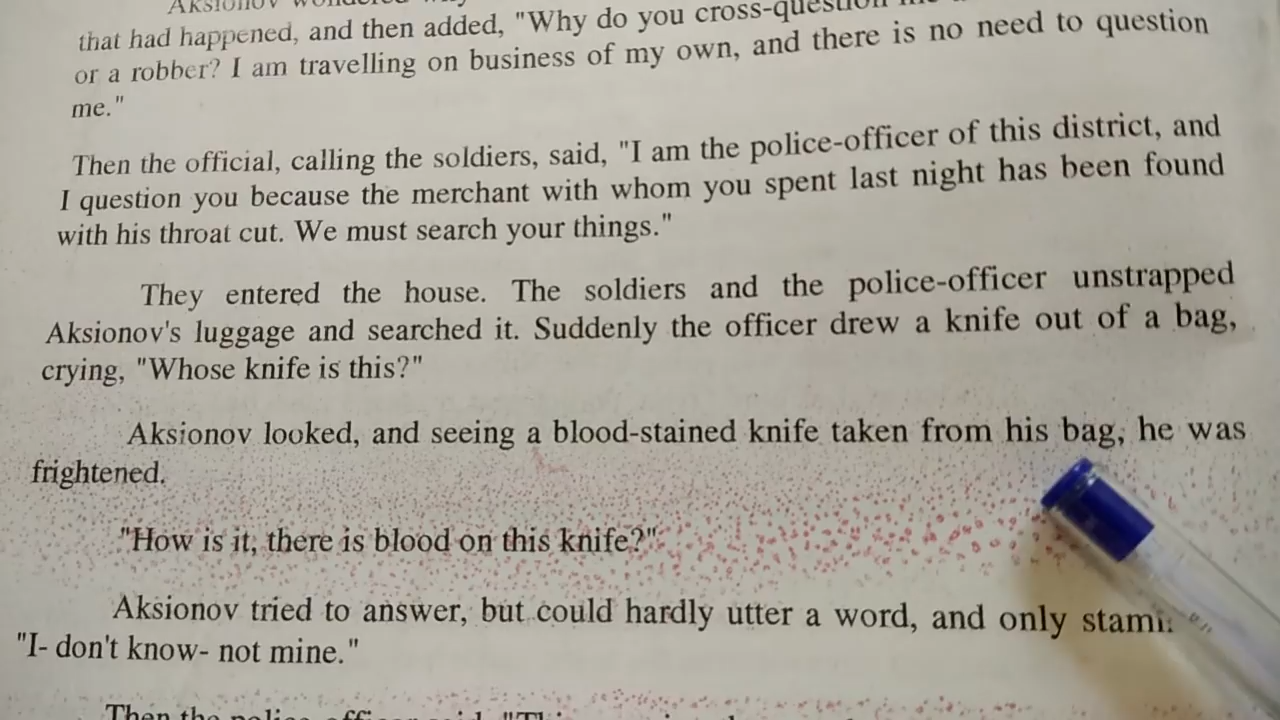 Aksionov wondered
that had happened, and then added, "Why do you cross-question
or a robber? I am travelling on business of my own, and there is no need to question
me."
Then the official, calling the soldiers, said, "I am the police-officer of this district, and
I question you because the merchant with whom you spent last night has been found
with his throat cut. We must search your things."
They entered the house. The soldiers and the police-officer unstrapped
Aksionov's luggage and searched it. Suddenly the officer drew a knife out of a bag,
crying, "Whose knife is this?"
Aksionov looked, and seeing a blood-stained knife taken from his bag, he was
frightened.
"How is it, there is blood on this knife?"
Aksionov tried to answer, but could hardly utter a word, and only
"I- don't know- not mine."
Then the police